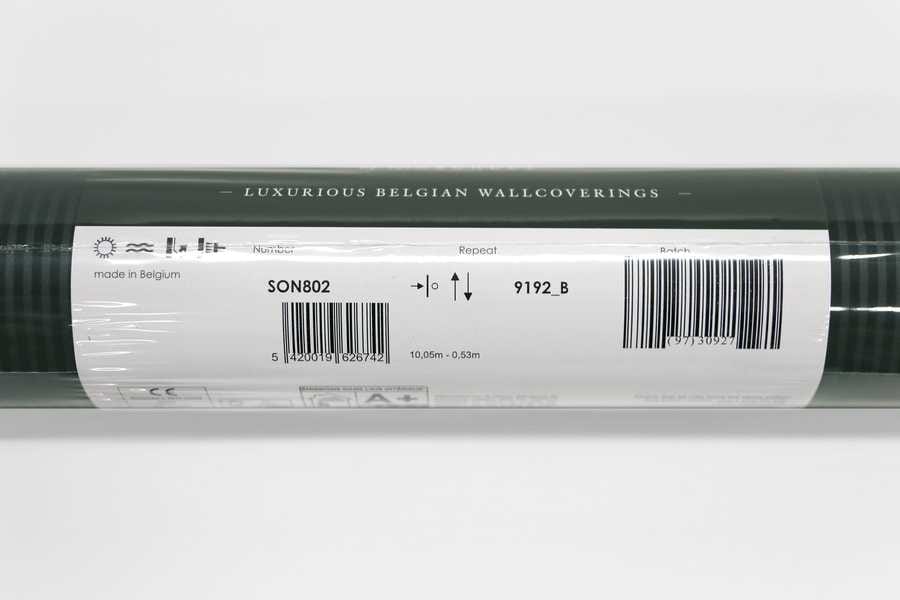 — LUXURIOUS BELGIAN WALLCOVERINGS —
Number Repeat Batch
made in Belgium
SON802 9192_B
(97)30927
5 420019 626742
10,05m - 0,53m
CE
A+